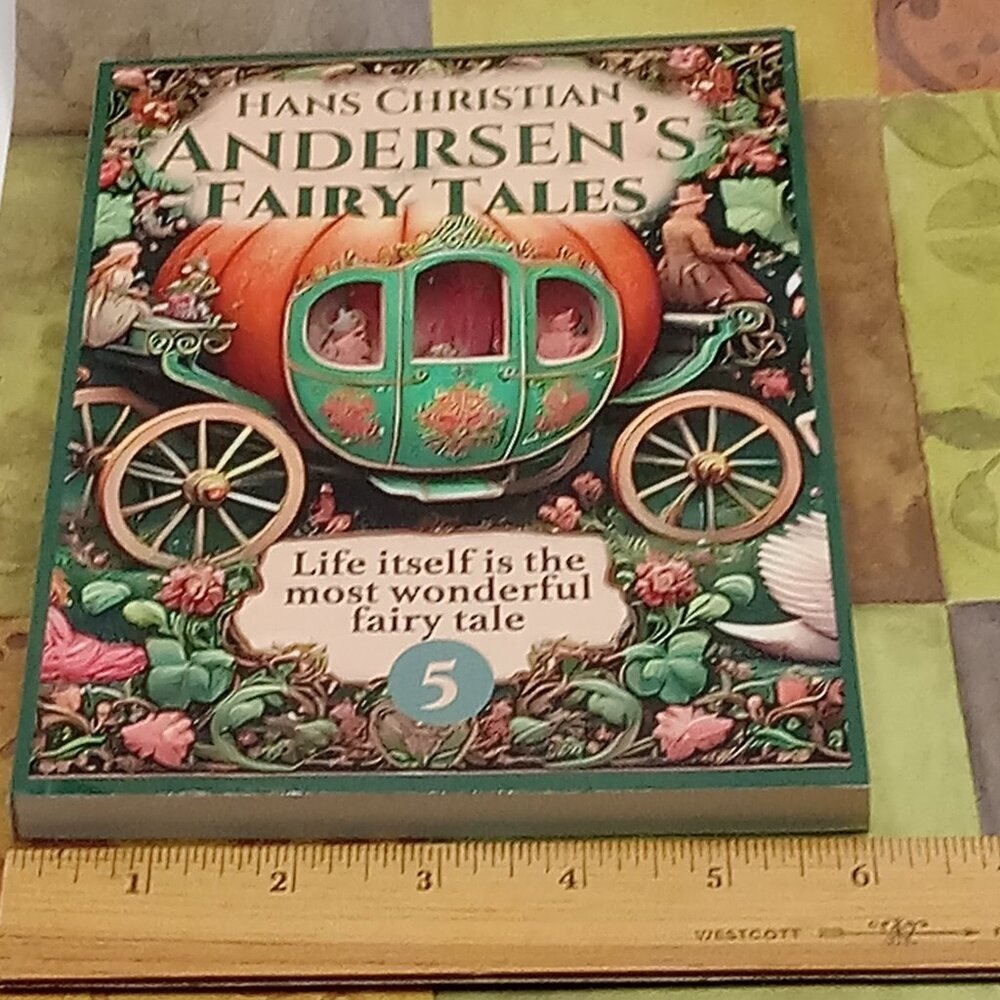 Hans Christian
Andersen's
Fairy Tales
Life itself is the
most wonderful
fairy tale
5
1 2 3 4 5 6
WESTCOTT